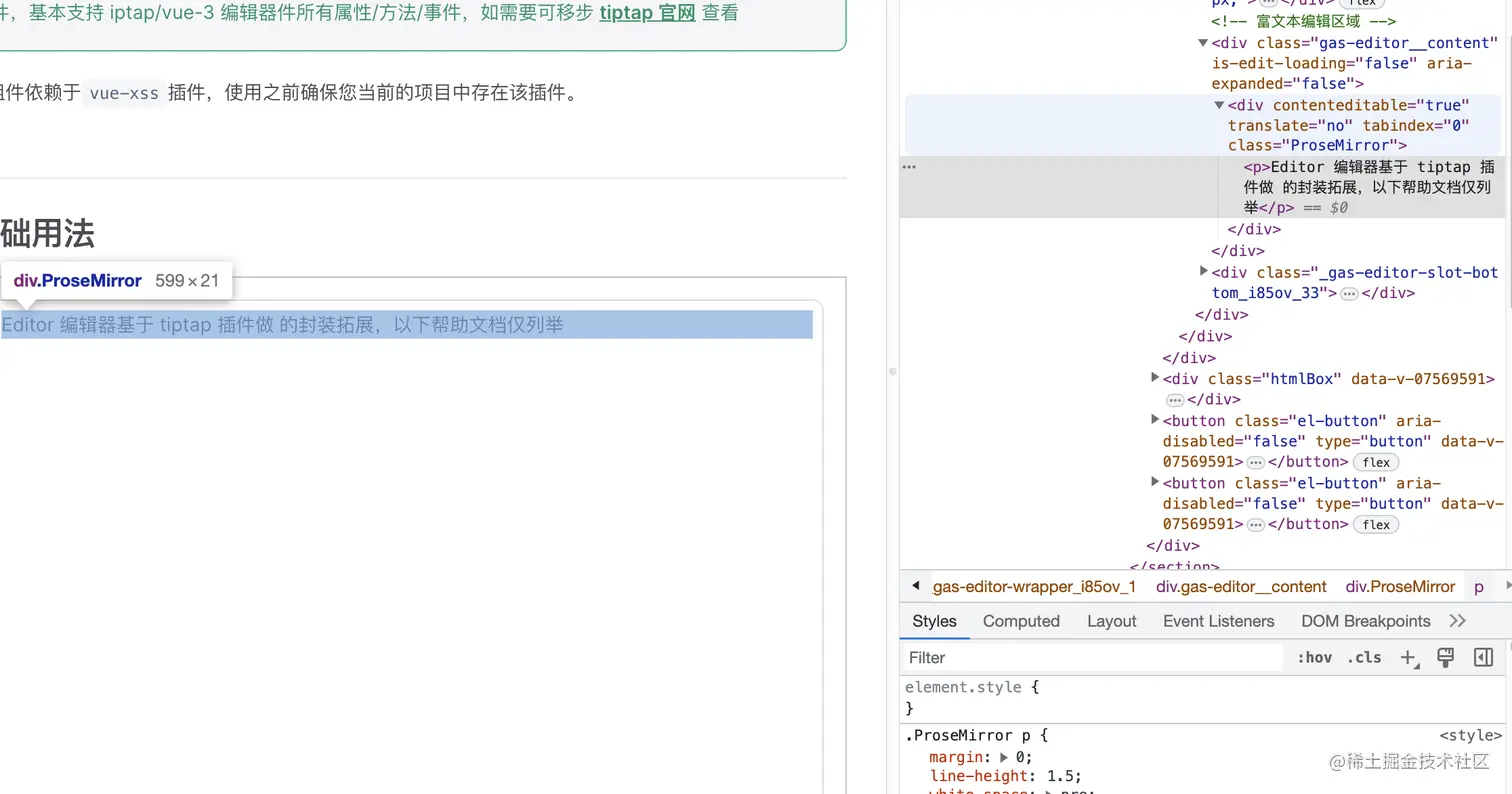 件，基本支持 iptap/vue-3 编辑器件所有属性/方法/事件，如需要可移步 tiptap 官网 查看
组件依赖于 vue-xss 插件，使用之前确保您当前的项目中存在该插件。
础用法
div.ProseMirror 599 × 21
Editor 编辑器基于 tiptap 插件做 的封装拓展，以下帮助文档仅列举
px;">…</div> flex
<!-- 富文本编辑区域 -->
▼<div class="gas-editor__content"
is-edit-loading="false" aria-
expanded="false">
▼<div contenteditable="true"
translate="no" tabindex="0"
class="ProseMirror">
…
<p>Editor 编辑器基于 tiptap 插
件做 的封装拓展，以下帮助文档仅列
举</p> == $0
</div>
</div>
▶<div class="_gas-editor-slot-bot
tom_i85ov_33">…</div>
</div>
</div>
</div>
▶<div class="htmlBox" data-v-07569591>
…</div>
▶<button class="el-button" aria-
disabled="false" type="button" data-v-
07569591>…</button> flex
▶<button class="el-button" aria-
disabled="false" type="button" data-v-
07569591>…</button> flex
</div>
</section>
_gas-editor-wrapper_i85ov_1 div.gas-editor__content div.ProseMirror p
Styles Computed Layout Event Listeners DOM Breakpoints >>
Filter :hov .cls +
element.style {
}
.ProseMirror p { <style>
margin: ▶ 0;
line-height: 1.5;
white-space: ▶ pre;
@稀土掘金技术社区